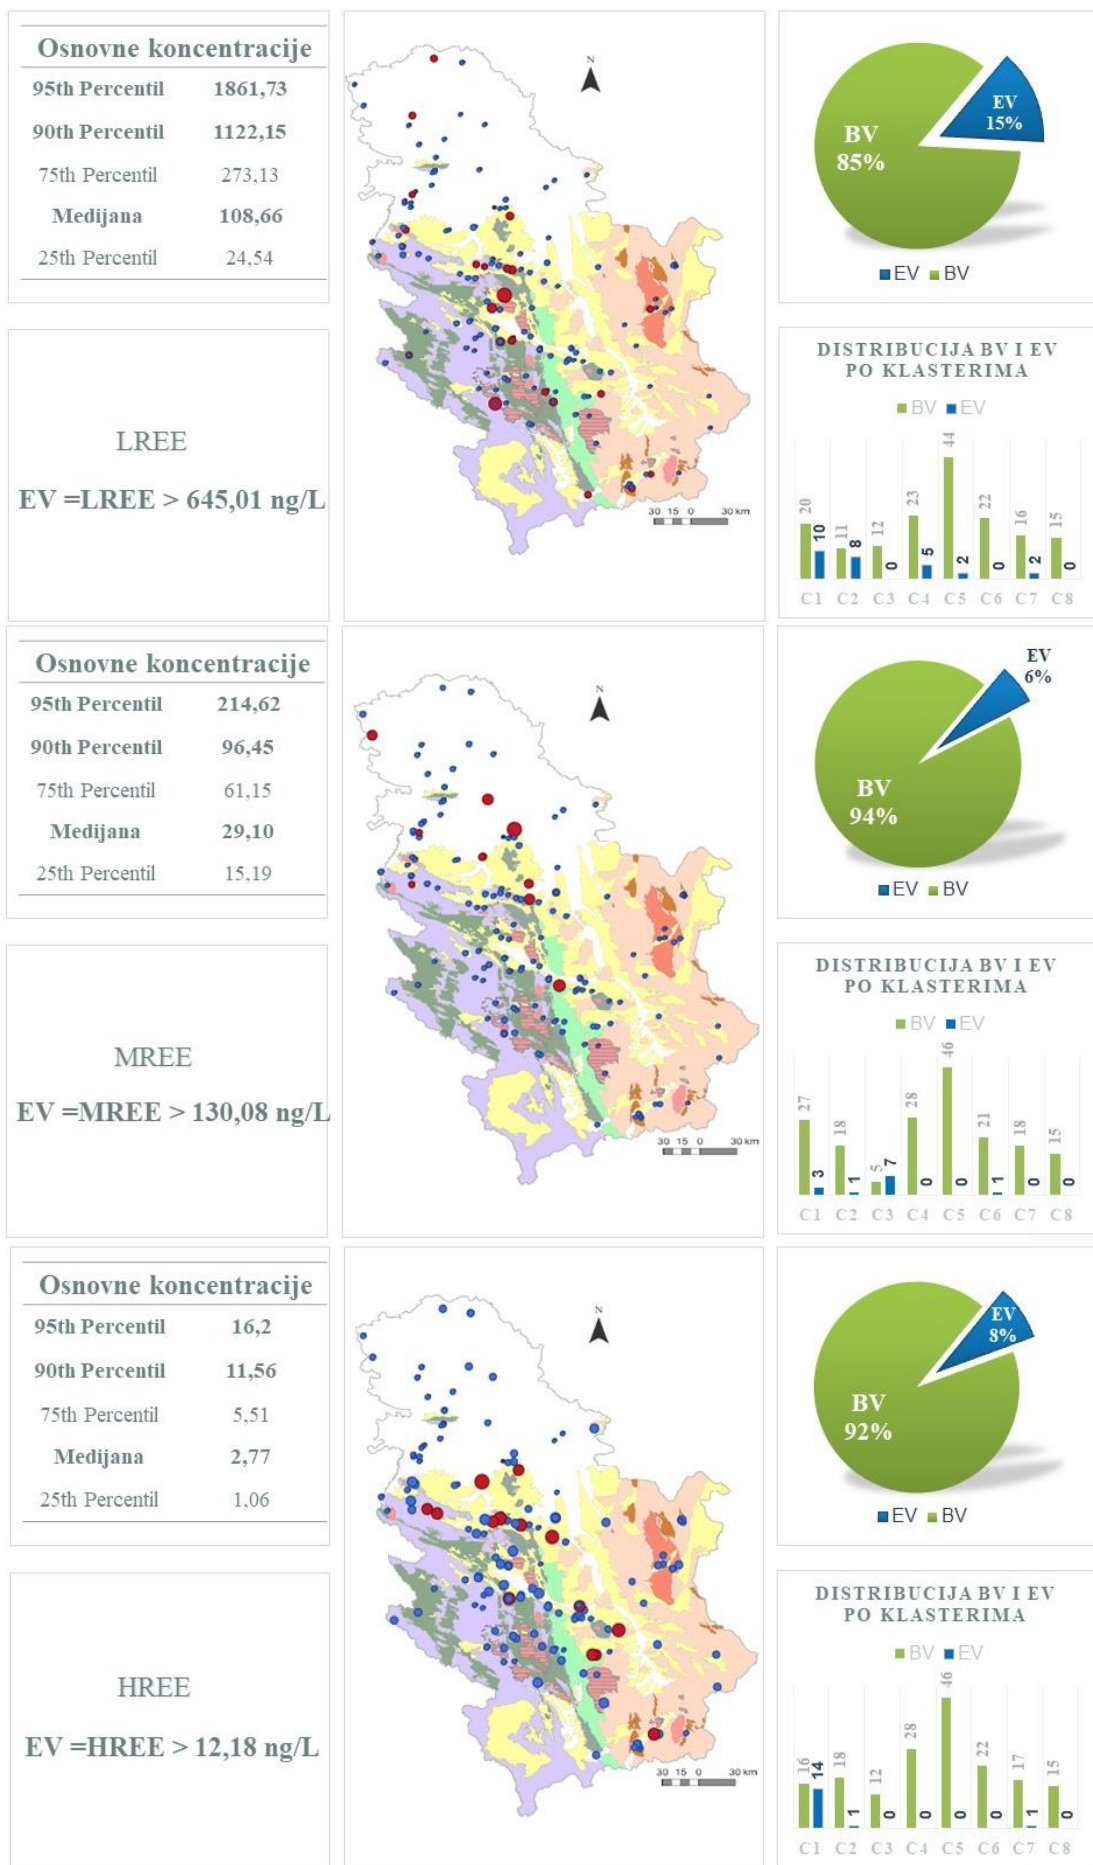 Osnovne koncentracije
95th Percentil 1861,73
90th Percentil 1122,15
75th Percentil 273,13
Medijana 108,66
25th Percentil 24,54
LREE
EV =LREE > 645,01 ng/L
N
30 15 0 30 km
EV
15%
BV
85%
EV BV
DISTRIBUCIJA BV I EV
PO KLASTERIMA
BV EV
20 10 11 8 12 0 23 5 44 2 22 0 16 2 15 0
C1 C2 C3 C4 C5 C6 C7 C8
Osnovne koncentracije
95th Percentil 214,62
90th Percentil 96,45
75th Percentil 61,15
Medijana 29,10
25th Percentil 15,19
MREE
EV =MREE > 130,08 ng/L
N
30 15 0 30 km
EV
6%
BV
94%
EV BV
DISTRIBUCIJA BV I EV
PO KLASTERIMA
BV EV
27 3 18 1 5 7 28 0 46 0 21 1 18 0 15 0
C1 C2 C3 C4 C5 C6 C7 C8
Osnovne koncentracije
95th Percentil 16,2
90th Percentil 11,56
75th Percentil 5,51
Medijana 2,77
25th Percentil 1,06
HREE
EV =HREE > 12,18 ng/L
N
30 15 0 30 km
EV
8%
BV
92%
EV BV
DISTRIBUCIJA BV I EV
PO KLASTERIMA
BV EV
16 14 18 1 12 0 28 0 46 0 22 0 17 1 15 0
C1 C2 C3 C4 C5 C6 C7 C8